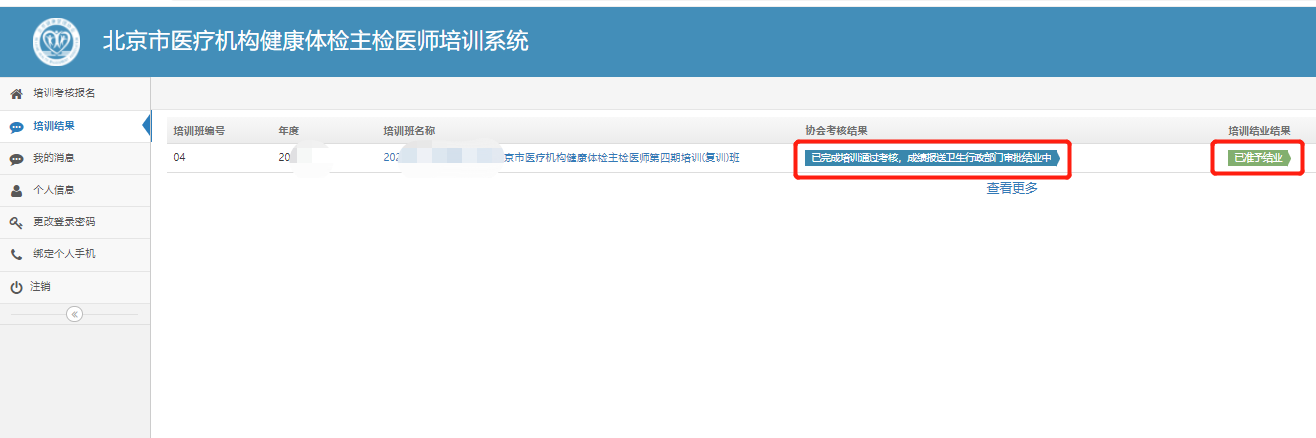 北京市医疗机构健康体检主检医师培训系统
培训考核报名
培训结果
我的消息
个人信息
更改登录密码
绑定个人手机
注销
培训班编号 年度 培训班名称 协会考核结果 培训结业结果
04 20 202 京市医疗机构健康体检主检医师第四期培训(复训)班 已完成培训通过考核，成绩报送卫生行政部门审批结业中 已准予结业
查看更多